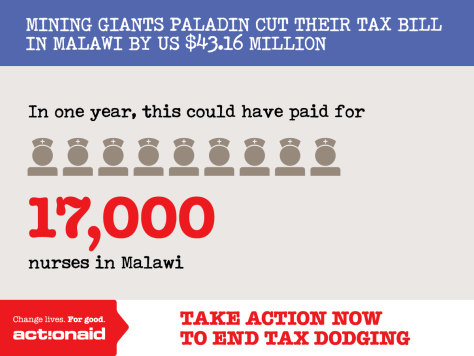 MINING GIANTS PALADIN CUT THEIR TAX BILL
IN MALAWI BY US $43.16 MILLION
In one year, this could have paid for
17,000
nurses in Malawi
Change lives. For good.
act!onaid
TAKE ACTION NOW
TO END TAX DODGING